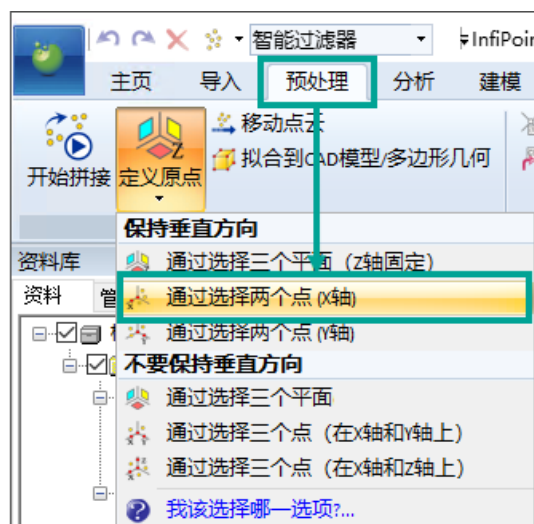 智能过滤器
InfiPoin
主页 导入 预处理 分析 建模
移动点云
拟合到CAD模型/多边形几何
开始拼接
定义原点
保持垂直方向
资料库
通过选择三个平面（Z轴固定）
资料
通过选择两个点 (X轴)
通过选择两个点 (Y轴)
不要保持垂直方向
通过选择三个平面
通过选择三个点（在X轴和Y轴上）
通过选择三个点（在X轴和Z轴上）
我该选择哪一选项?...